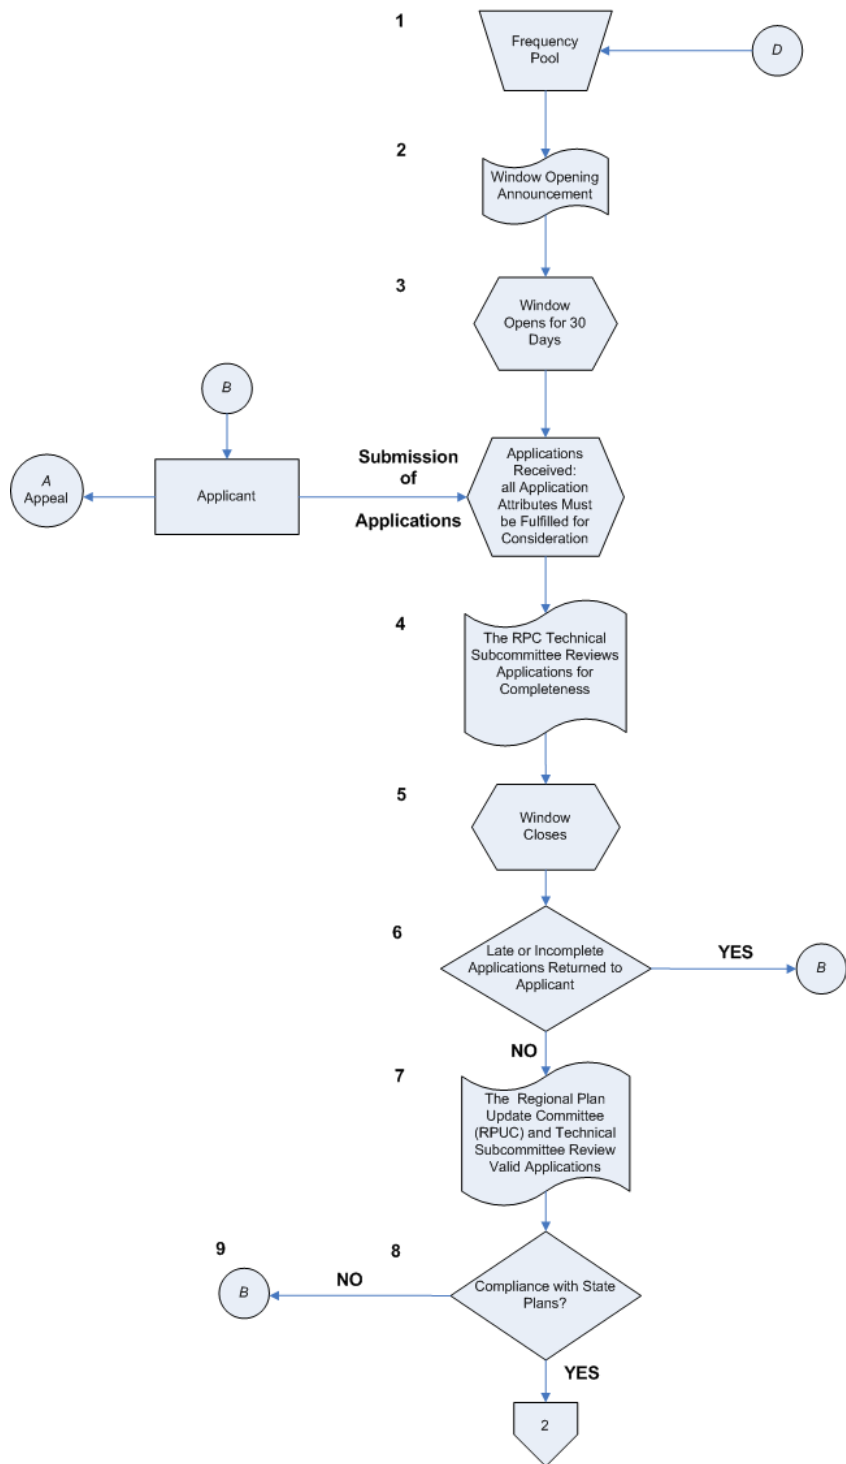 1
Frequency
Pool
D
2
Window Opening
Announcement
3
Window
Opens for 30
Days
B
A
Appeal
Applicant
Submission
of
Applications
Applications
Received:
all Application
Attributes Must
be Fulfilled for
Consideration
4
The RPC Technical
Subcommittee Reviews
Applications for
Completeness
5
Window
Closes
6
Late or Incomplete
Applications Returned to
Applicant
YES
B
NO
7
The Regional Plan
Update Committee
(RPUC) and Technical
Subcommittee Review
Valid Applications
9
8
B
NO
Compliance with State
Plans?
YES
2